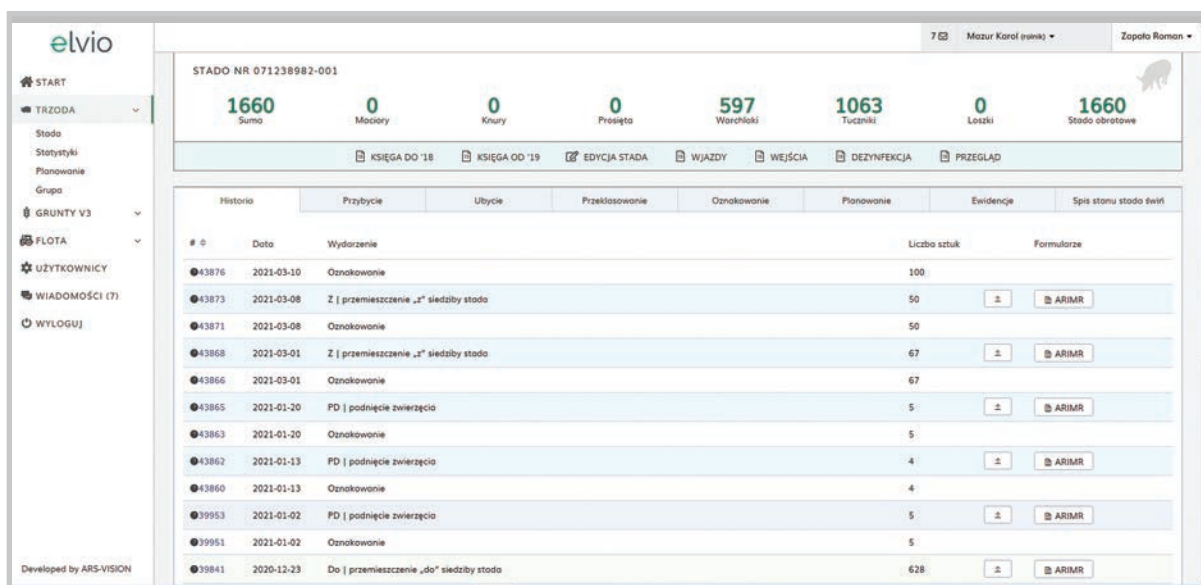 elvio
7 Mazur Karol (rolnik) Zapała Roman
START
TRZODA
Stado
Statystyki
Planowanie
Grupa
GRUNTY V3
FLOTA
UŻYTKOWNICY
WIADOMOŚCI (7)
WYLOGUJ
Developed by ARS-VISION
STADO NR 071238982-001
1660 0 0 0 597 1063 0 1660
Suma Maciory Knury Prosięta Warchlaki Tuczniki Loszki Stado obrotowe
KSIĘGA DO '18 KSIĘGA OD '19 EDYCJA STADA WJAZDY WEJŚCIA DEZYNFEKCJA PRZEGLĄD
Historia Przybycie Ubycie Przeklasowanie Oznakowanie Planowanie Ewidencje Spis stanu stada świń
# Data Wydarzenie Liczba sztuk Formularze
43876 2021-03-10 Oznakowanie 100
43873 2021-03-08 Z | przemieszczenie „z" siedziby stada 50 ARIMR
43871 2021-03-08 Oznakowanie 50
43868 2021-03-01 Z | przemieszczenie „z" siedziby stada 67 ARIMR
43866 2021-03-01 Oznakowanie 67
43865 2021-01-20 PD | padnięcie zwierzęcia 5 ARIMR
43863 2021-01-20 Oznakowanie 5
43862 2021-01-13 PD | padnięcie zwierzęcia 4 ARIMR
43860 2021-01-13 Oznakowanie 4
39953 2021-01-02 PD | padnięcie zwierzęcia 5 ARIMR
39951 2021-01-02 Oznakowanie 5
39841 2020-12-23 Do | przemieszczenie „do" siedziby stada 628 ARIMR